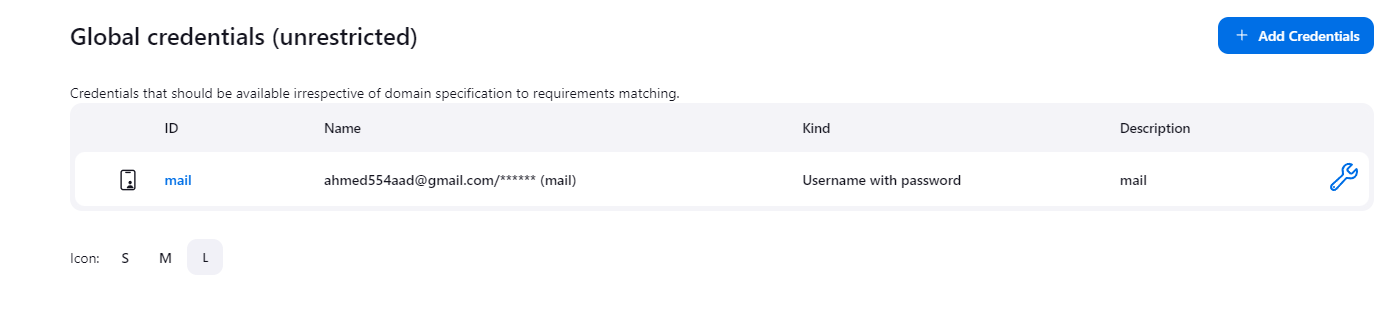 Global credentials (unrestricted)
+ Add Credentials
Credentials that should be available irrespective of domain specification to requirements matching.
ID Name Kind Description
mail ahmed554aad@gmail.com/****** (mail) Username with password mail
Icon: S M L